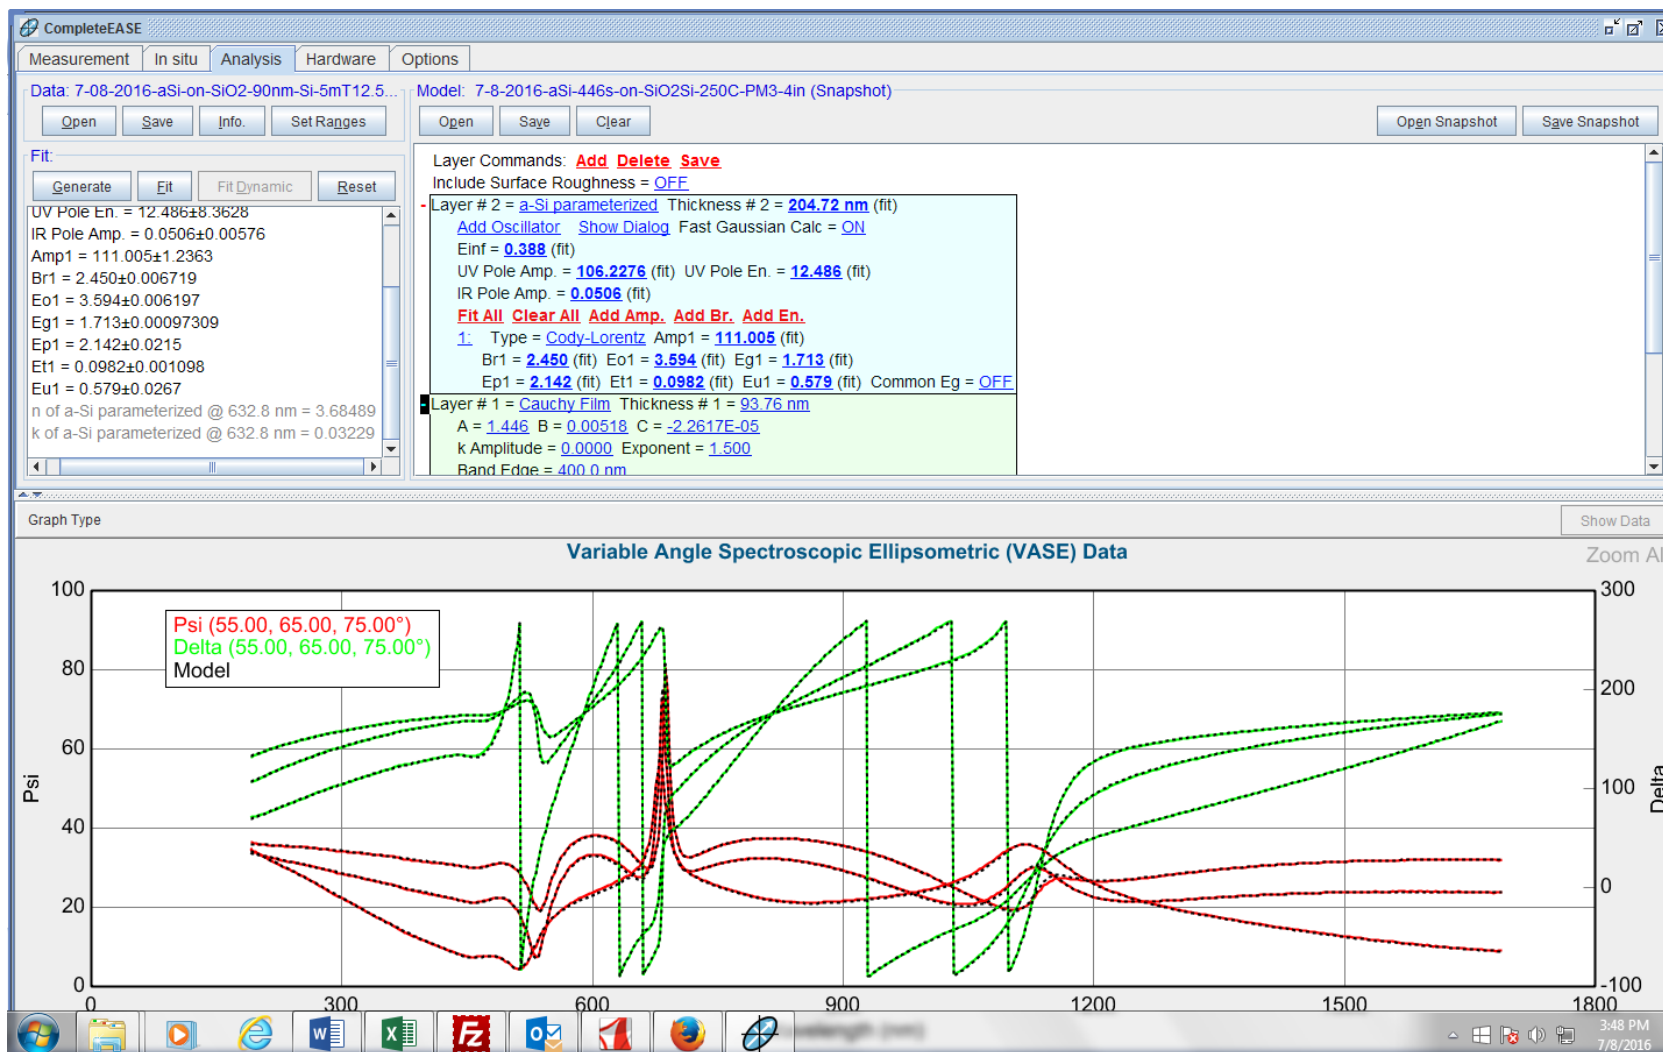 CompleteEASE
Measurement In situ Analysis Hardware Options
Data: 7-08-2016-aSi-on-SiO2-90nm-Si-5mT12.5...
Open Save Info. Set Ranges
Fit:
Generate Fit Fit Dynamic Reset
UV Pole En. = 12.486±8.3628
IR Pole Amp. = 0.0506±0.00576
Amp1 = 111.005±1.2363
Br1 = 2.450±0.006719
Eo1 = 3.594±0.006197
Eg1 = 1.713±0.00097309
Ep1 = 2.142±0.0215
Et1 = 0.0982±0.001098
Eu1 = 0.579±0.0267
n of a-Si parameterized @ 632.8 nm = 3.68489
k of a-Si parameterized @ 632.8 nm = 0.03229
Model: 7-8-2016-aSi-446s-on-SiO2Si-250C-PM3-4in (Snapshot)
Open Save Clear Open Snapshot Save Snapshot
Layer Commands: Add Delete Save
Include Surface Roughness = OFF
- Layer # 2 = a-Si parameterized Thickness # 2 = 204.72 nm (fit)
Add Oscillator Show Dialog Fast Gaussian Calc = ON
Einf = 0.388 (fit)
UV Pole Amp. = 106.2276 (fit) UV Pole En. = 12.486 (fit)
IR Pole Amp. = 0.0506 (fit)
Fit All Clear All Add Amp. Add Br. Add En.
1: Type = Cody-Lorentz Amp1 = 111.005 (fit)
Br1 = 2.450 (fit) Eo1 = 3.594 (fit) Eg1 = 1.713 (fit)
Ep1 = 2.142 (fit) Et1 = 0.0982 (fit) Eu1 = 0.579 (fit) Common Eg = OFF
- Layer # 1 = Cauchy Film Thickness # 1 = 93.76 nm
A = 1.446 B = 0.00518 C = -2.2617E-05
k Amplitude = 0.0000 Exponent = 1.500
Band Edge = 400.0 nm
Graph Type
Show Data
Variable Angle Spectroscopic Ellipsometric (VASE) Data
Zoom Al
Psi (55.00, 65.00, 75.00°)
Delta (55.00, 65.00, 75.00°)
Model
100
80
60
40
20
0
Psi
300
200
100
0
-100
Delta
0 300 600 900 1200 1500 1800
3:48 PM
7/8/2016